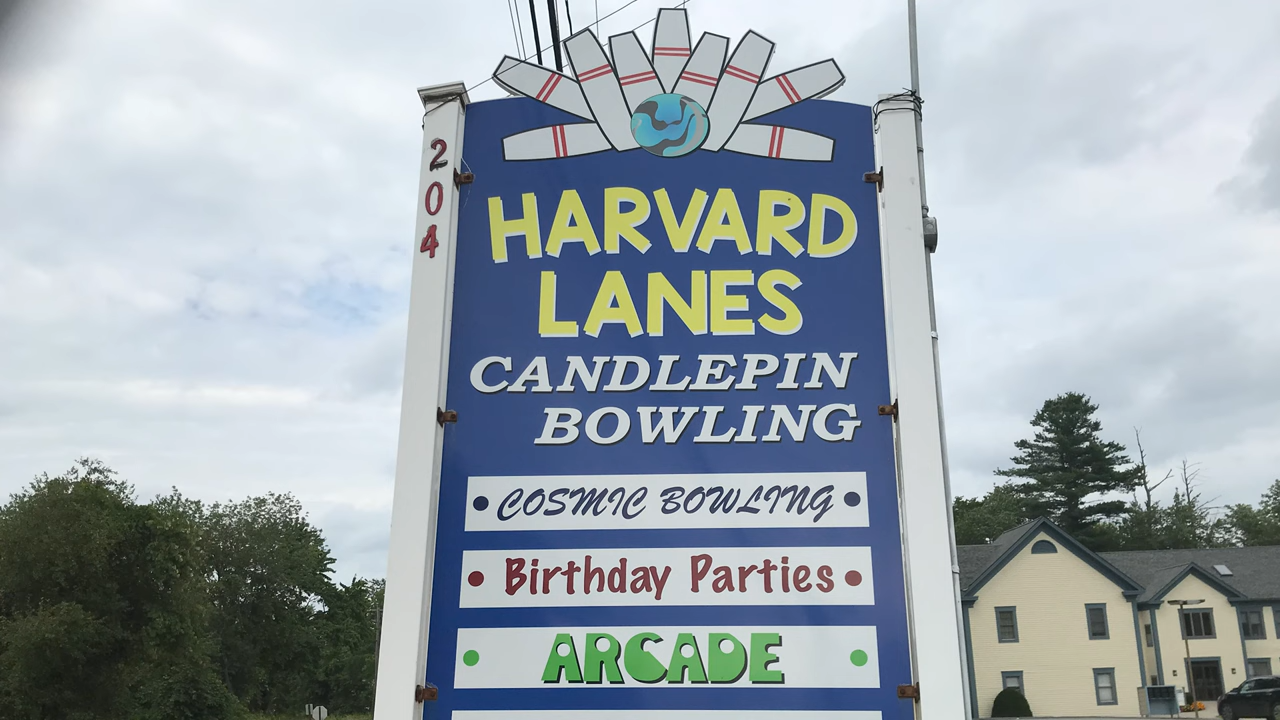 204
HARVARD
LANES
CANDLEPIN
BOWLING
• COSMIC BOWLING •
• Birthday Parties •
• ARCADE •